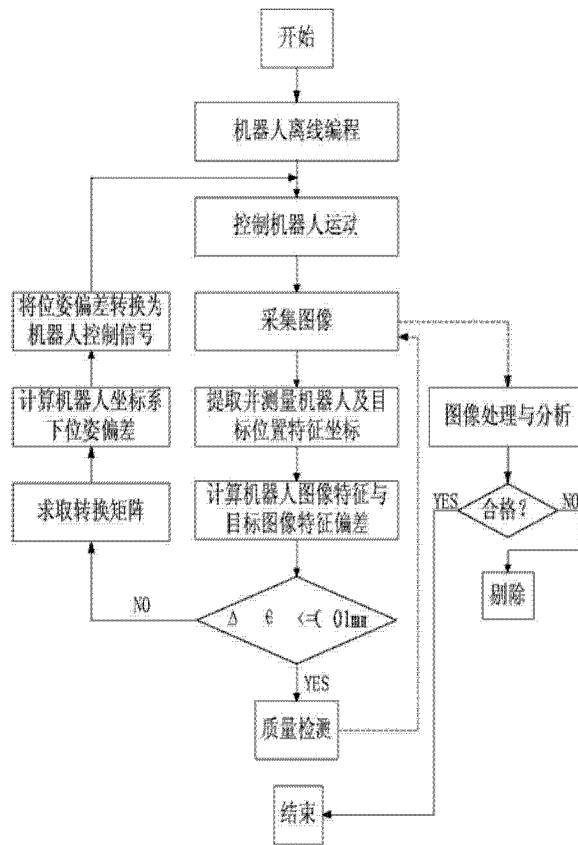 开始
机器人离线编程
控制机器人运动
采集图像
将位姿偏差转换为
机器人控制信号
提取并测量机器人及目
标位置特征坐标
计算机器人坐标系
下位姿偏差
图像处理与分析
计算机器人图像特征与
目标图像特征偏差
求取转换矩阵
YES
合格?
NO
剔除
NO
Δ € <=( 01mm
YES
质量检测
结束